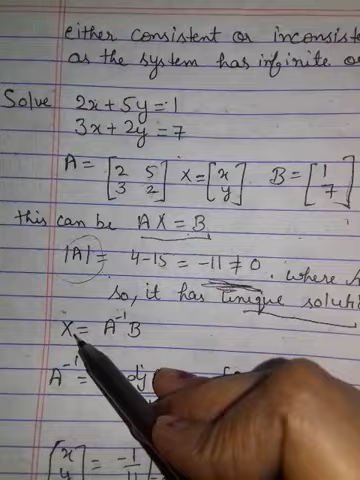 either consistent or inconsiste
as the system has infinite o
Solve 2x + 5y = 1
3x + 2y = 7
A = [2 5 3 2] X = [x y] B = [1 7]
this can be AX = B
|A| = 4-15 = -11 ≠ 0. where A
so, it has Unique soluti
X = A⁻¹B
A⁻¹ =
[x y] = -1/11